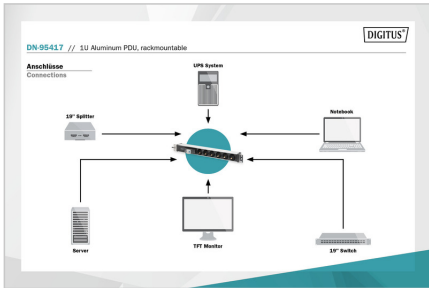 DIGITUS®
DN-95417 // 1U Aluminum PDU, rackmountable
Anschlüsse
Connections
UPS System
19" Splitter
Notebook
Server
TFT Monitor
19" Switch